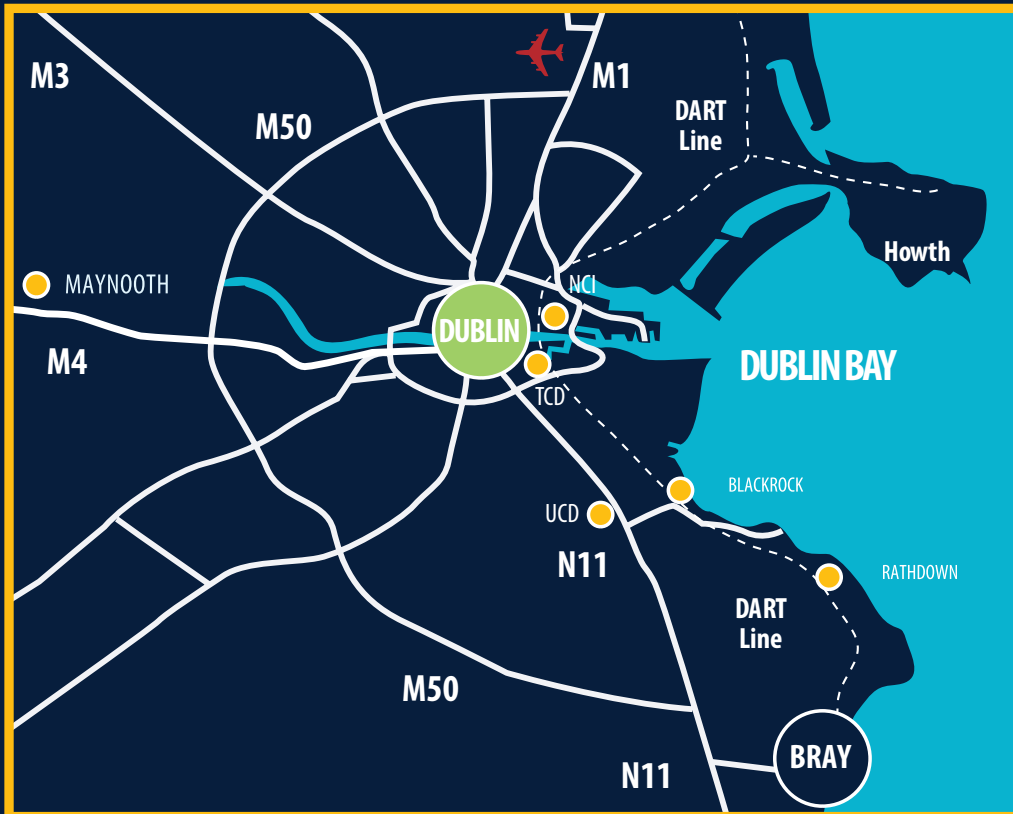 M3
M1
DART
Line
M50
Howth
MAYNOOTH
NCI
DUBLIN
M4
DUBLIN BAY
TCD
BLACKROCK
UCD
N11
RATHDOWN
DART
Line
M50
BRAY
N11